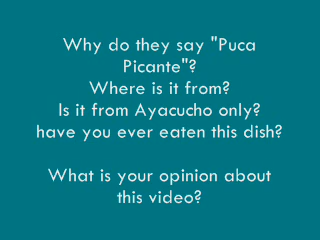 Why do they say "Puca
Picante"?
Where is it from?
Is it from Ayacucho only?
have you ever eaten this dish?
What is your opinion about
this video?